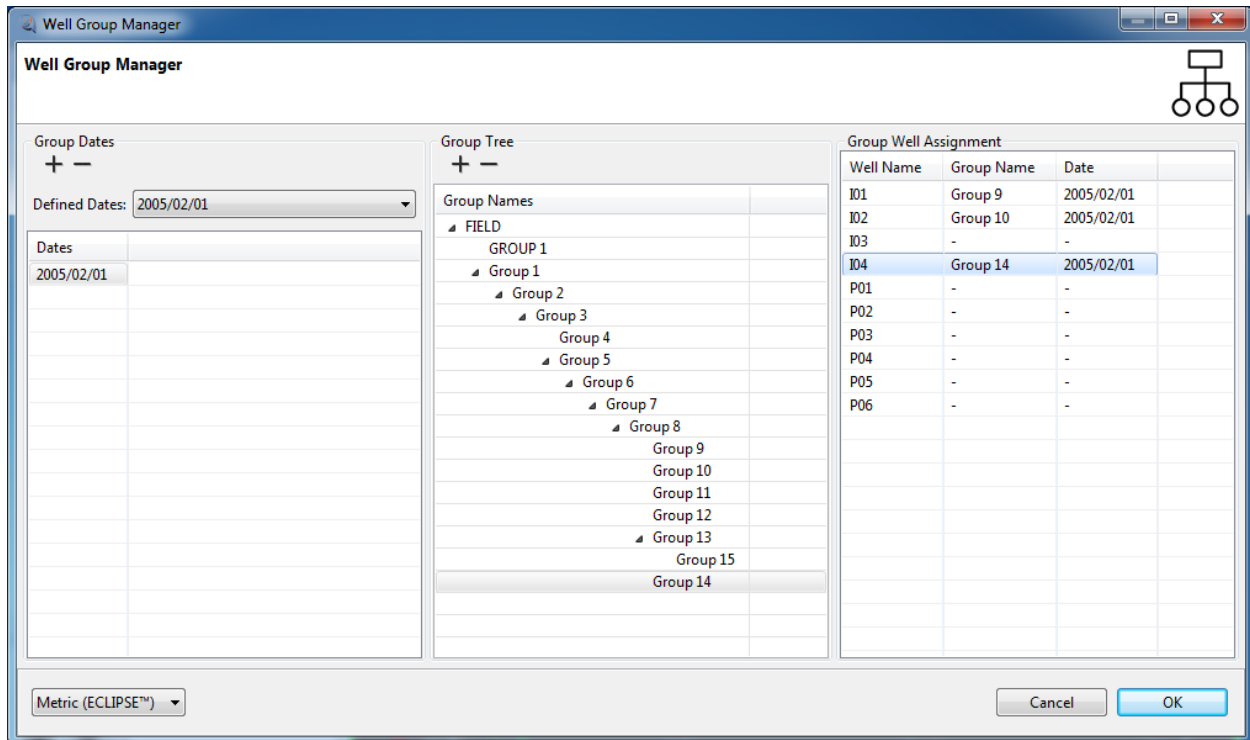 Well Group Manager
Well Group Manager
Group Dates
Defined Dates: 2005/02/01
Dates
2005/02/01
Group Tree
Group Names
FIELD
GROUP 1
Group 1
Group 2
Group 3
Group 4
Group 5
Group 6
Group 7
Group 8
Group 9
Group 10
Group 11
Group 12
Group 13
Group 15
Group 14
Group Well Assignment
Well Name Group Name Date
I01 Group 9 2005/02/01
I02 Group 10 2005/02/01
I03 - -
I04 Group 14 2005/02/01
P01 - -
P02 - -
P03 - -
P04 - -
P05 - -
P06 - -
Metric (ECLIPSE™)
Cancel
OK